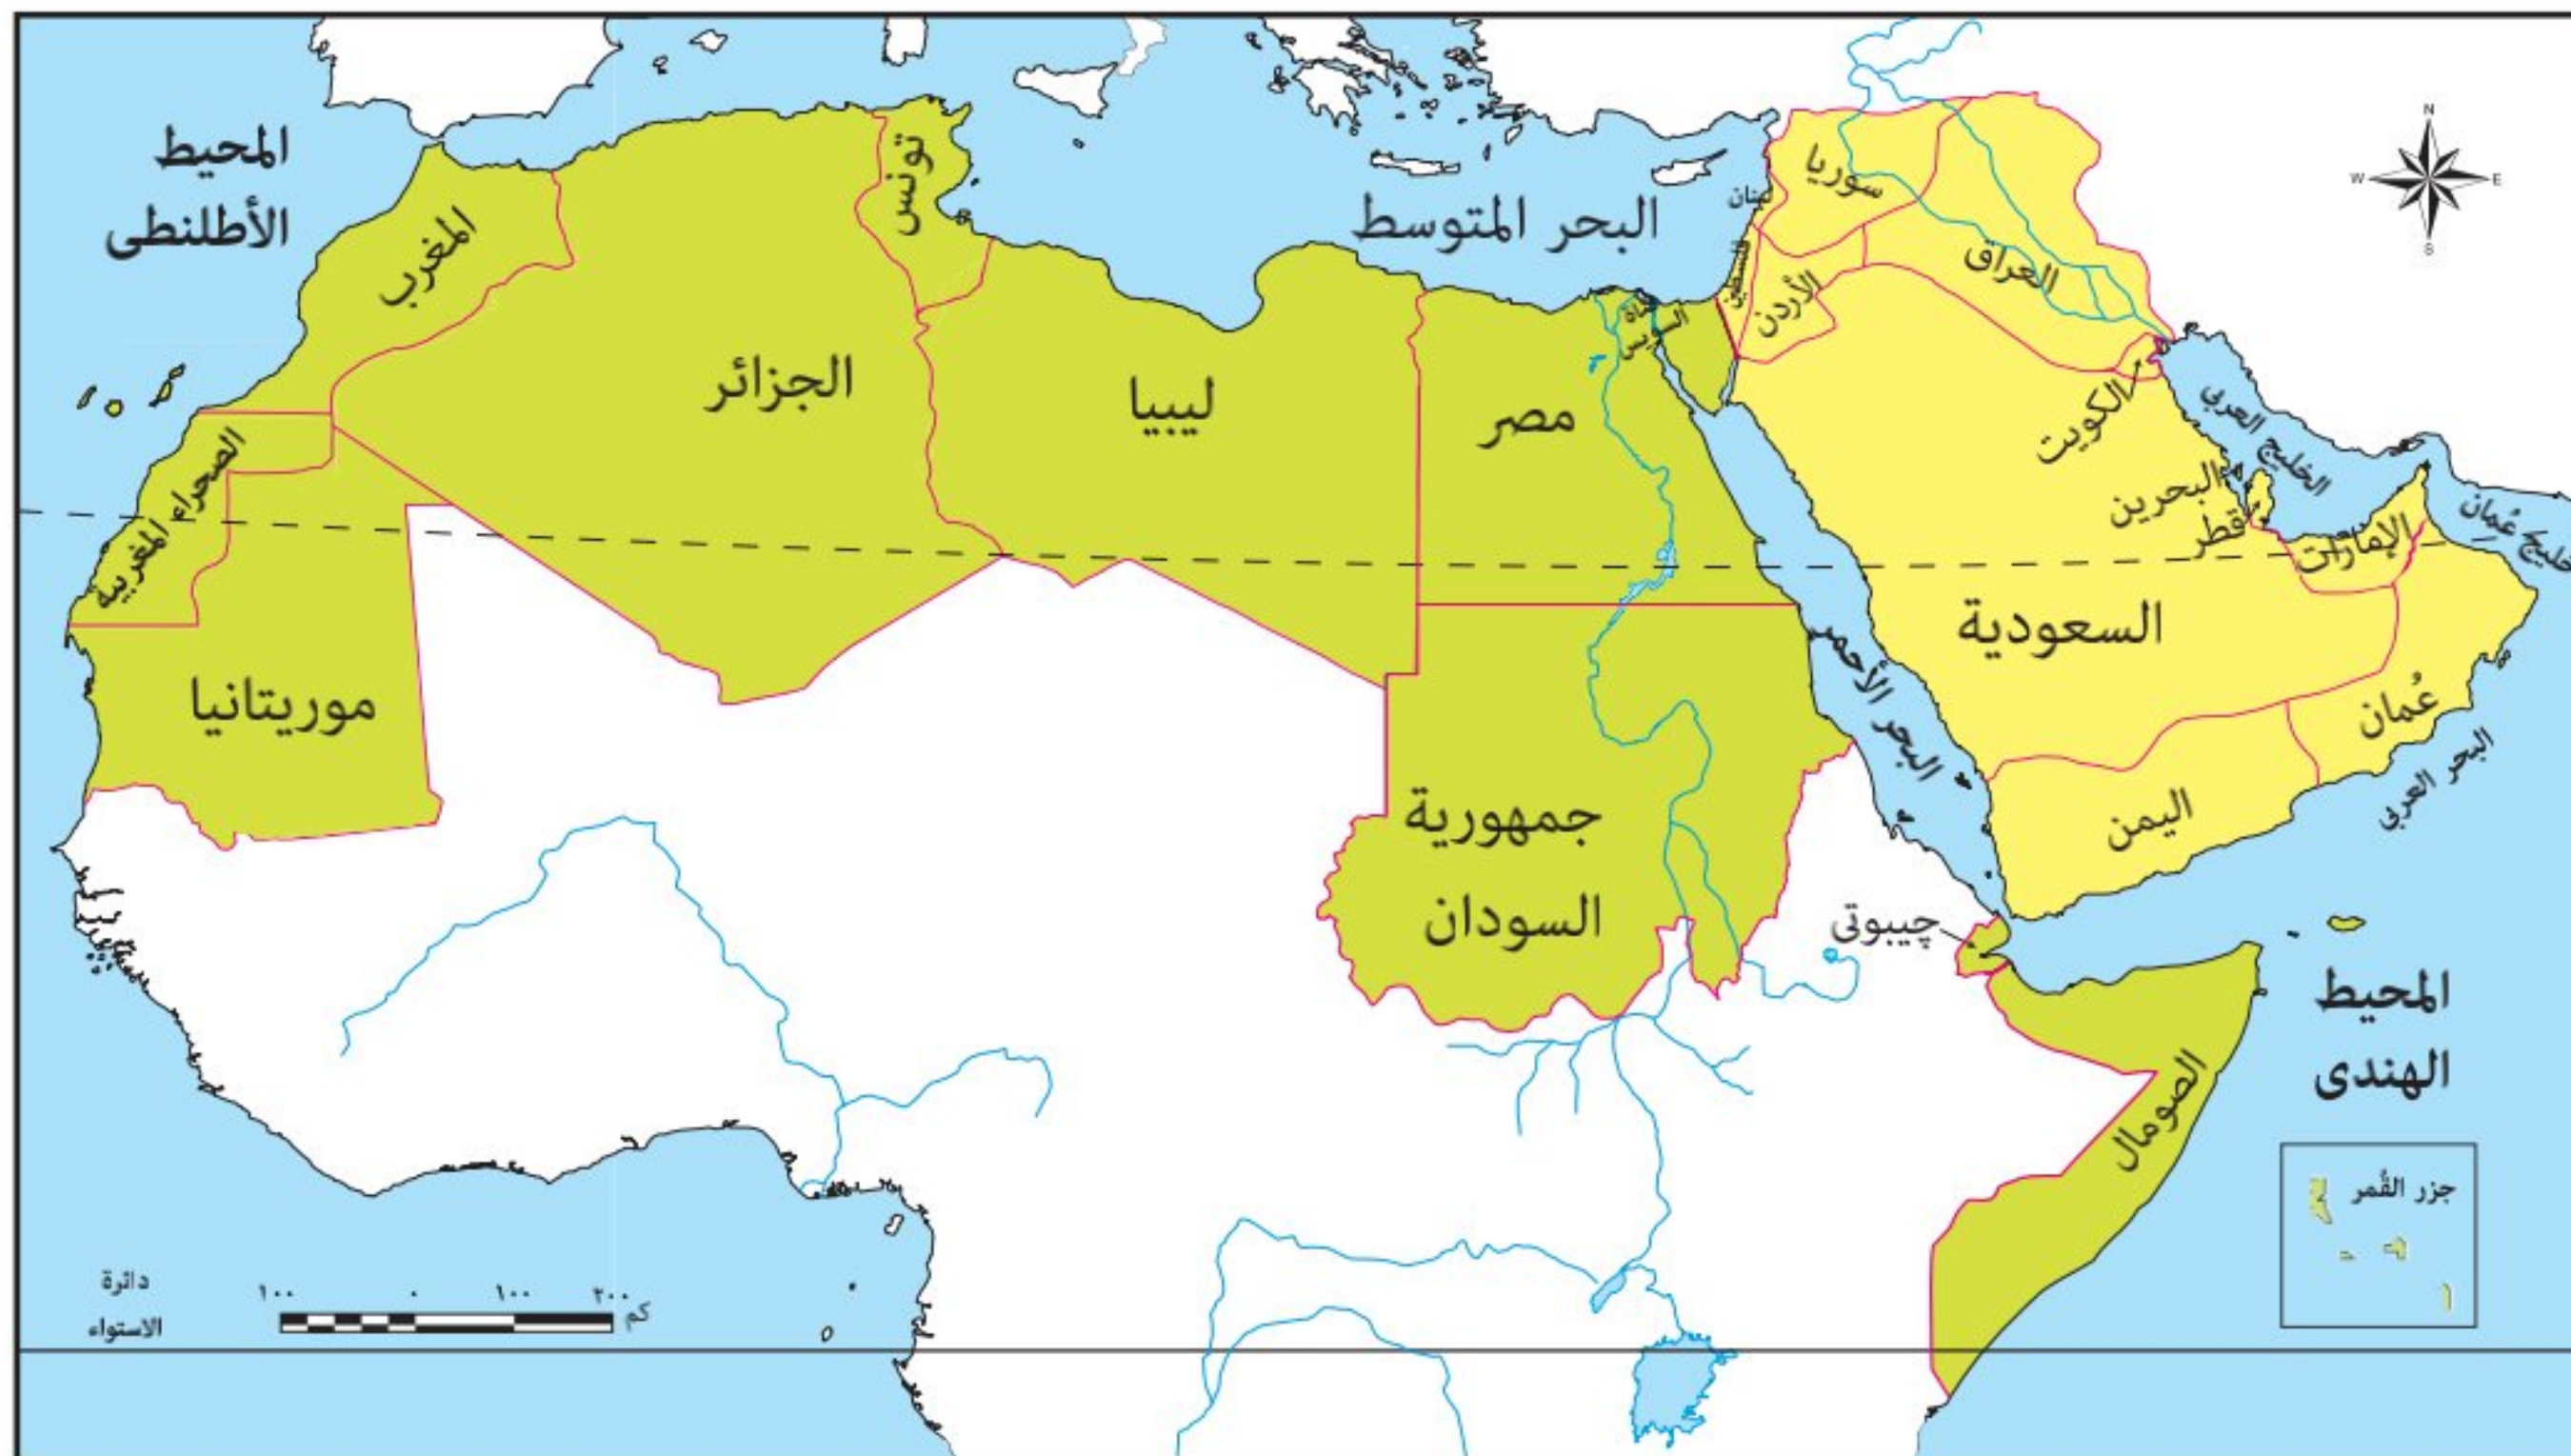 المحيط
الأطلنطى
البحر المتوسط
N
W
E
S
سوريا
لبنان
فلسطين
الأردن
العراق
الكويت
الخليج العربي
البحرين
قطر
الإمارات
خليج عُمان
السعودية
عُمان
اليمن
البحر العربى
البحر الأحمر
تونس
المغرب
الجزائر
ليبيا
مصر
قناة
السويس
الصحراء
المغربية
موريتانيا
جمهورية
السودان
چيبوتى
الصومال
المحيط
الهندى
جزر القُمر
دائرة
الاستواء
١٠٠ ٠ ١٠٠ ٢٠٠
كم